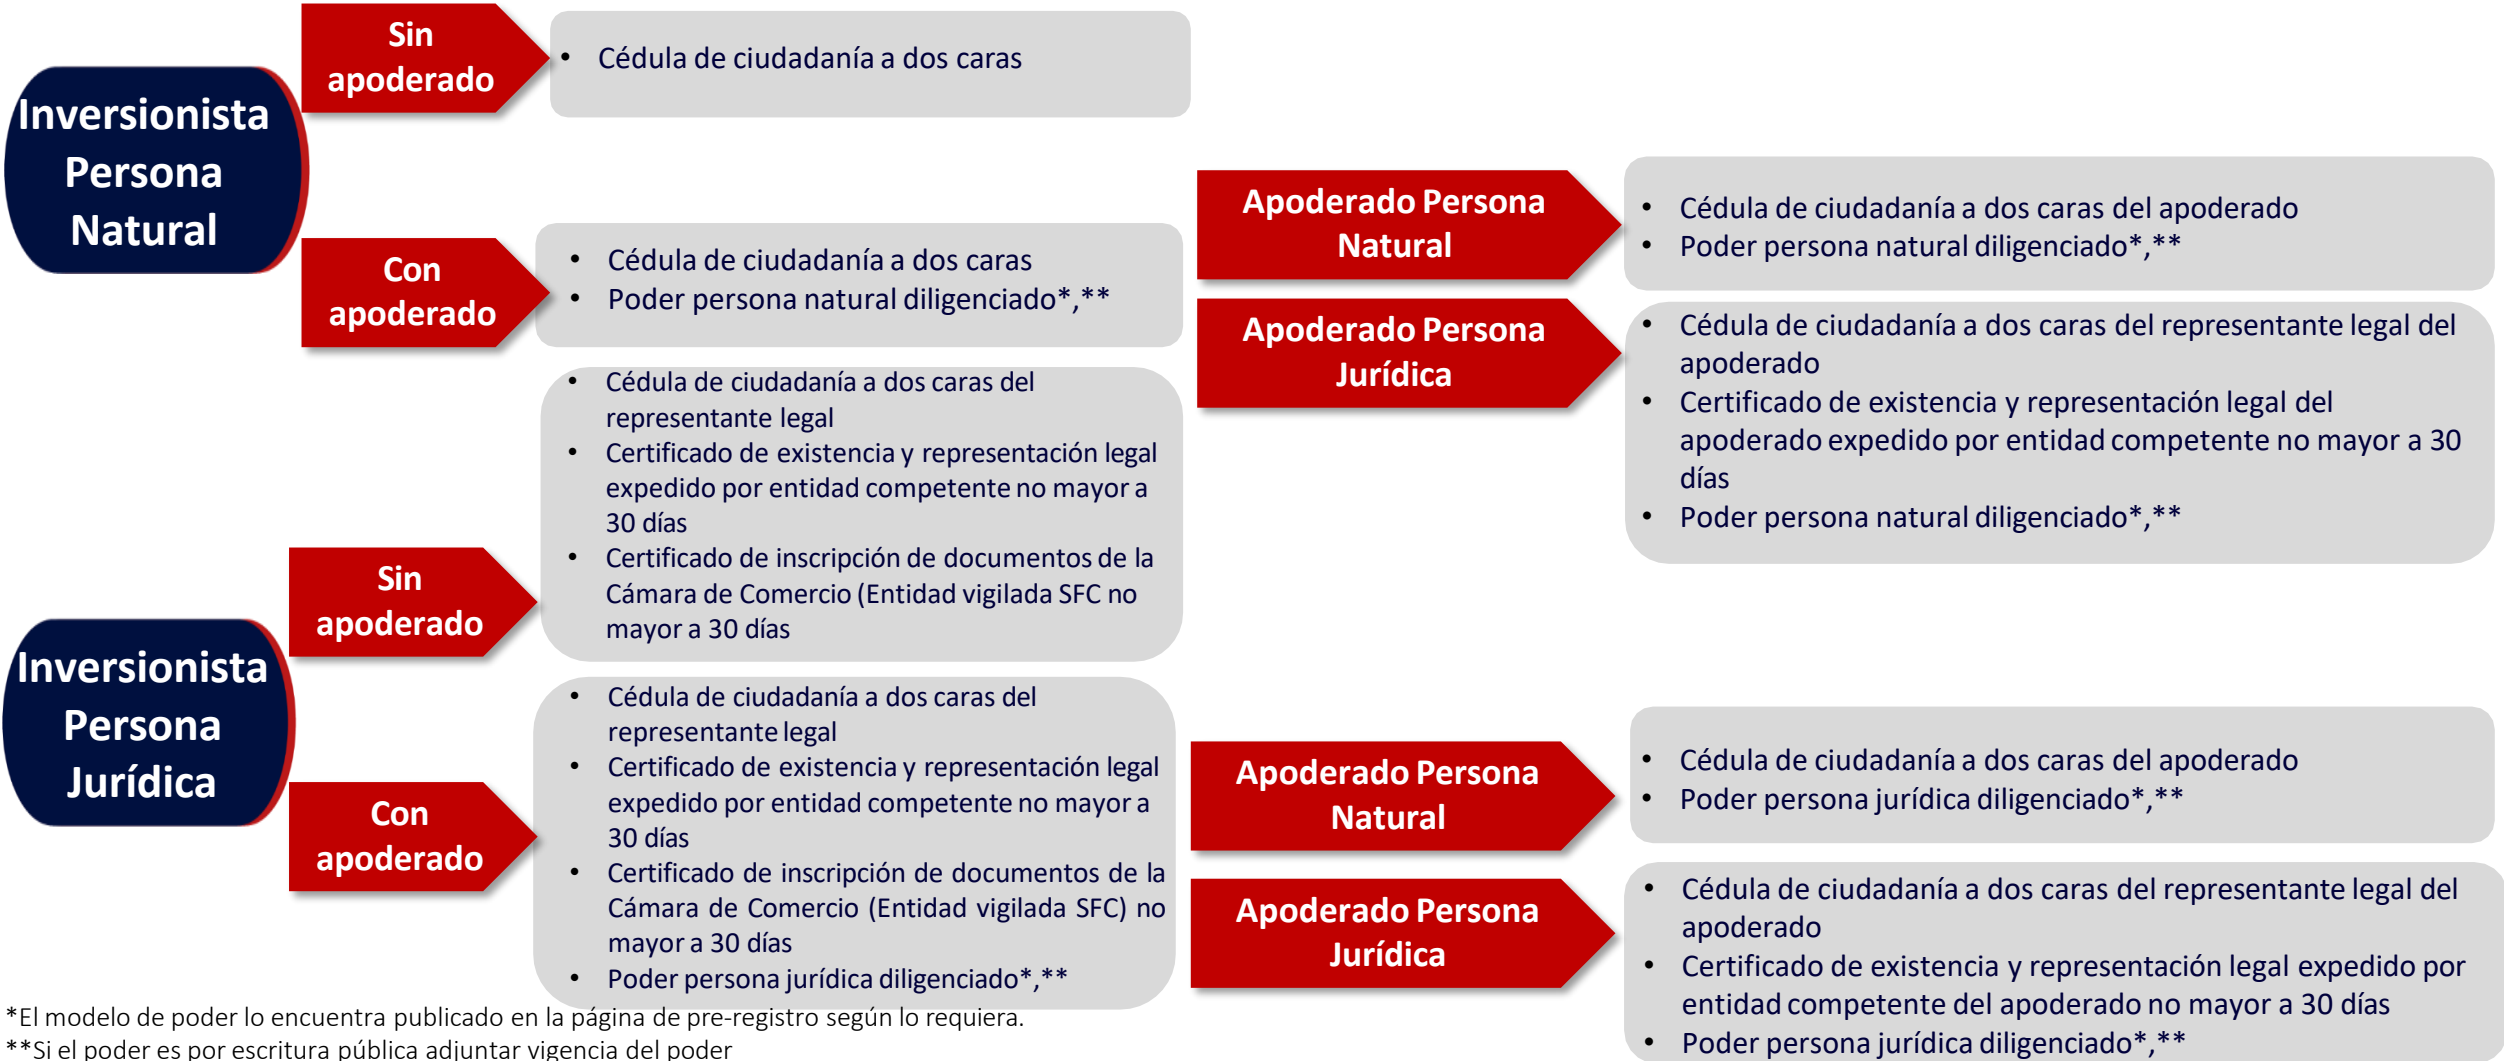 Inversionista
Persona
Natural
Sin
apoderado
• Cédula de ciudadanía a dos caras
Con
apoderado
• Cédula de ciudadanía a dos caras
• Poder persona natural diligenciado*,**
Apoderado Persona
Natural
• Cédula de ciudadanía a dos caras del apoderado
• Poder persona natural diligenciado*,**
Apoderado Persona
Jurídica
• Cédula de ciudadanía a dos caras del representante legal del
apoderado
• Certificado de existencia y representación legal del
apoderado expedido por entidad competente no mayor a 30
días
• Poder persona natural diligenciado*,**
Inversionista
Persona
Jurídica
Sin
apoderado
• Cédula de ciudadanía a dos caras del
representante legal
• Certificado de existencia y representación legal
expedido por entidad competente no mayor a
30 días
• Certificado de inscripción de documentos de la
Cámara de Comercio (Entidad vigilada SFC no
mayor a 30 días
Con
apoderado
• Cédula de ciudadanía a dos caras del
representante legal
• Certificado de existencia y representación legal
expedido por entidad competente no mayor a
30 días
• Certificado de inscripción de documentos de la
Cámara de Comercio (Entidad vigilada SFC) no
mayor a 30 días
• Poder persona jurídica diligenciado*,**
Apoderado Persona
Natural
• Cédula de ciudadanía a dos caras del apoderado
• Poder persona jurídica diligenciado*,**
Apoderado Persona
Jurídica
• Cédula de ciudadanía a dos caras del representante legal del
apoderado
• Certificado de existencia y representación legal expedido por
entidad competente del apoderado no mayor a 30 días
• Poder persona jurídica diligenciado*,**
*El modelo de poder lo encuentra publicado en la página de pre-registro según lo requiera.
**Si el poder es por escritura pública adjuntar vigencia del poder